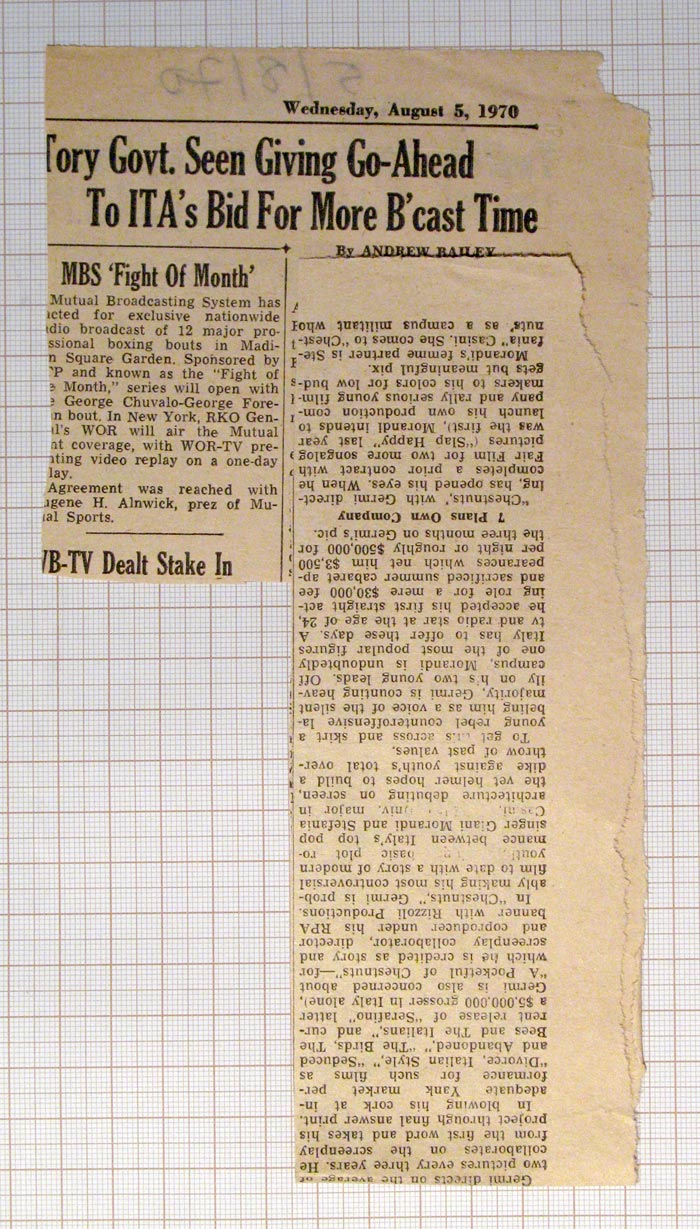 5/8/70
Wednesday, August 5, 1970
Tory Govt. Seen Giving Go-Ahead
To ITA's Bid For More B'cast Time
By ANDREW BAILEY
MBS 'Fight Of Month'
Mutual Broadcasting System has
acted for exclusive nationwide
dio broadcast of 12 major pro-
ssional boxing bouts in Madi-
n Square Garden. Sponsored by
P and known as the "Fight of
e Month," series will open with
e George Chuvalo-George Fore-
n bout. In New York, RKO Gen-
l's WOR will air the Mutual
nt coverage, with WOR-TV pre-
nting video replay on a one-day
lay.
Agreement was reached with
ugene H. Alnwick, prez of Mu-
al Sports.
WB-TV Dealt Stake In
Germi directs on the average of
two pictures every three years. He
collaborates on the screenplay
from the first word and takes his
project through final answer print.
In blowing his cork at in-
adequate Yank market per-
formance for such films as
"Divorce, Italian Style," "Seduced
and Abandoned," "The Birds, The
Bees and The Italians," and cur-
rent release of "Serafino" latter
a $5,000,000 grosser in Italy alone),
Germi is also concerned about
"A Pocketful of Chestnuts"—for
which he is credited as story and
screenplay collaborator, director
and coproducer under his RPA
banner with Rizzoli Productions.
In "Chestnuts," Germi is prob-
ably making his most controversial
film to date with a story of modern
youth. basic plot ro-
mance between Italy's top pop
singer Giani Morandi and Stefania
Casini, univ. major in
architecture debuting on screen,
the vet helmer hopes to build a
dike against youth's total over-
throw of past values.
To get across and skirt a
young rebel counteroffensive la-
beling him as a voice of the silent
majority, Germi is counting heav-
ily on h's two young leads. Off
campus, Morandi is undoubtedly
one of the most popular figures
Italy has to offer these days. A
tv and radio star at the age of 24,
he accepted his first straight act-
ing role for a mere $30,000 fee
and sacrificed summer cabaret ap-
pearances which net him $3,500
per night or roughly $500,000 for
the three months on Germi's pic.
7 Plans Own Company
"Chestnuts," with Germi direct-
ing, has opened his eyes. When he
completes a prior contract with
Fair Film for two more songalog
pictures ("Slap Happy" last year
was the first), Morandi intends to
launch his own production com-
pany and rally serious young film-
makers to his colors for low bud-
gets but meaningful pix.
Morandi's femme partner is Ste-
fania Casini. She comes to "Chest-
nuts" as a campus militant who